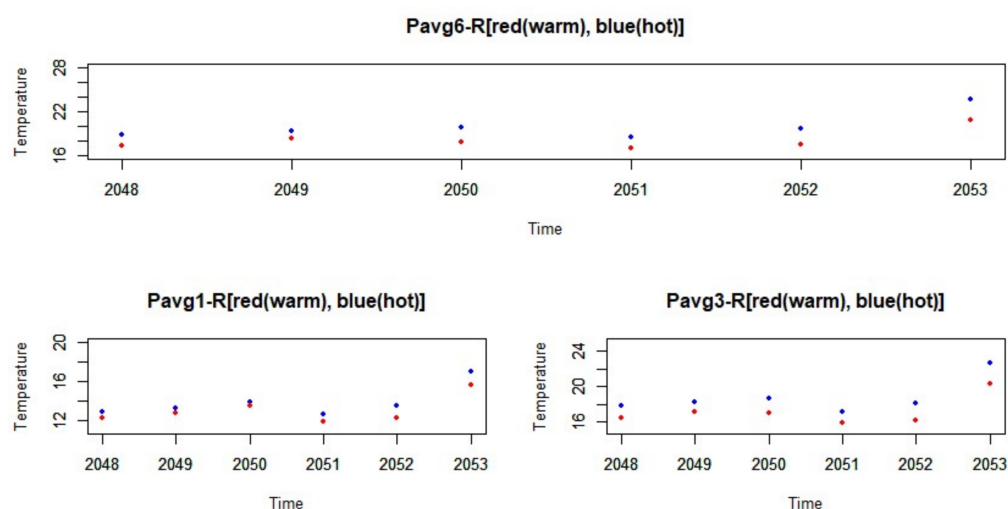 Pavg6-R[red(warm), blue(hot)]
Temperature
28
22
16
2048 2049 2050 2051 2052 2053
Time
Pavg1-R[red(warm), blue(hot)]
Temperature
20
16
12
2048 2049 2050 2051 2052 2053
Time
Pavg3-R[red(warm), blue(hot)]
Temperature
24
20
16
2048 2049 2050 2051 2052 2053
Time